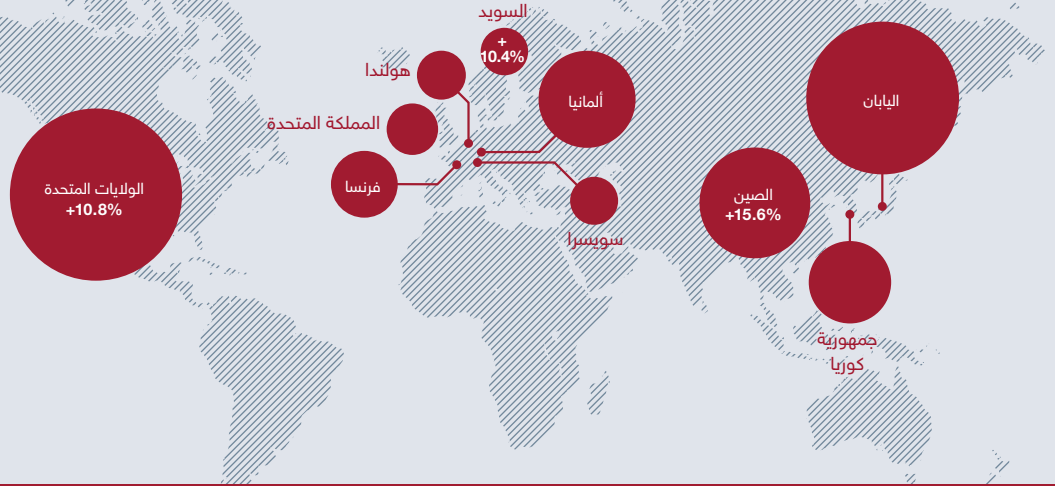 السويد
+
10.4%
هولندا
ألمانيا
اليابان
المملكة المتحدة
فرنسا
الولايات المتحدة
+10.8%
الصين
+15.6%
سويسرا
جمهورية
كوريا